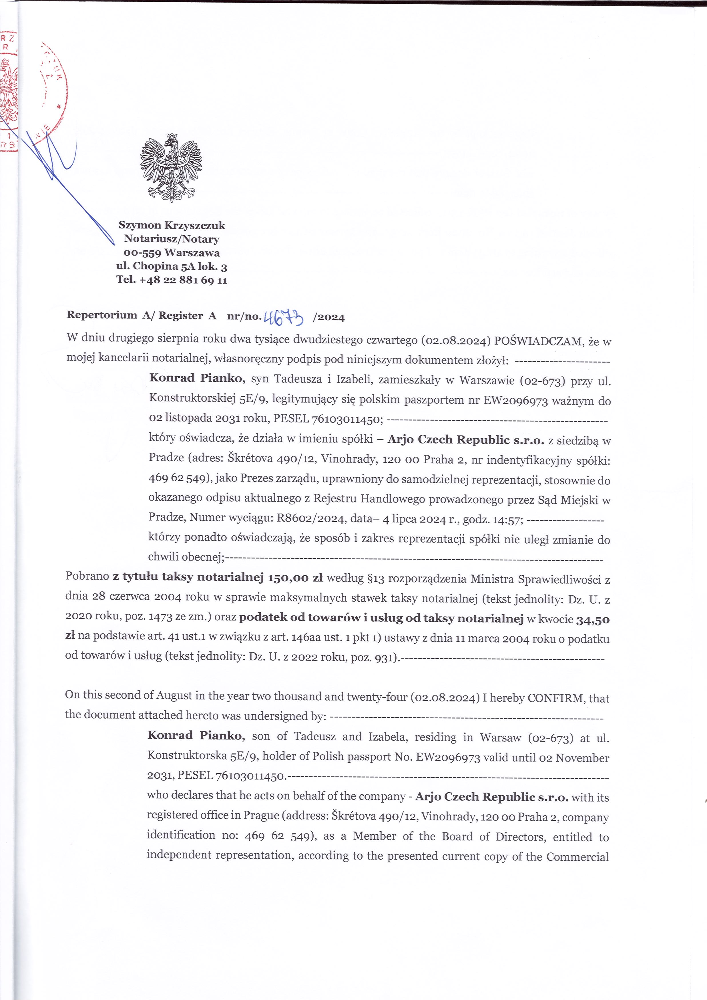 RZ
R
CZUK
Z
*
NIE
1
RS
Szymon Krzyszczuk
Notariusz/Notary
00-559 Warszawa
ul. Chopina 5A lok. 3
Tel. +48 22 881 69 11
Repertorium A/ Register A nr/no. 4673 /2024
W dniu drugiego sierpnia roku dwa tysiące dwudziestego czwartego (02.08.2024) POŚWIADCZAM, że w
mojej kancelarii notarialnej, własnoręczny podpis pod niniejszym dokumentem złożył: ----------------------
Konrad Pianko, syn Tadeusza i Izabeli, zamieszkały w Warszawie (02-673) przy ul.
Konstruktorskiej 5E/9, legitymujący się polskim paszportem nr EW2096973 ważnym do
02 listopada 2031 roku, PESEL 76103011450; ---------------------------------------------------
który oświadcza, że działa w imieniu spółki – Arjo Czech Republic s.r.o. z siedzibą w
Pradze (adres: Škrétova 490/12, Vinohrady, 120 00 Praha 2, nr indentyfikacyjny spółki:
469 62 549), jako Prezes zarządu, uprawniony do samodzielnej reprezentacji, stosownie do
okazanego odpisu aktualnego z Rejestru Handlowego prowadzonego przez Sąd Miejski w
Pradze, Numer wyciągu: R8602/2024, data– 4 lipca 2024 r., godz. 14:57; ------------------
którzy ponadto oświadczają, że sposób i zakres reprezentacji spółki nie uległ zmianie do
chwili obecnej;---------------------------------------------------------------------------------------
Pobrano z tytułu taksy notarialnej 150,00 zł według §13 rozporządzenia Ministra Sprawiedliwości z
dnia 28 czerwca 2004 roku w sprawie maksymalnych stawek taksy notarialnej (tekst jednolity: Dz. U. z
2020 roku, poz. 1473 ze zm.) oraz podatek od towarów i usług od taksy notarialnej w kwocie 34,50
zł na podstawie art. 41 ust.1 w związku z art. 146aa ust. 1 pkt 1) ustawy z dnia 11 marca 2004 roku o podatku
od towarów i usług (tekst jednolity: Dz. U. z 2022 roku, poz. 931).-----------------------------------------------
On this second of August in the year two thousand and twenty-four (02.08.2024) I hereby CONFIRM, that
the document attached hereto was undersigned by: ---------------------------------------------------------------
Konrad Pianko, son of Tadeusz and Izabela, residing in Warsaw (02-673) at ul.
Konstruktorska 5E/9, holder of Polish passport No. EW2096973 valid until 02 November
2031, PESEL 76103011450.--------------------------------------------------------------------------
who declares that he acts on behalf of the company - Arjo Czech Republic s.r.o. with its
registered office in Prague (address: Škrétova 490/12, Vinohrady, 120 00 Praha 2, company
identification no: 469 62 549), as a Member of the Board of Directors, entitled to
independent representation, according to the presented current copy of the Commercial